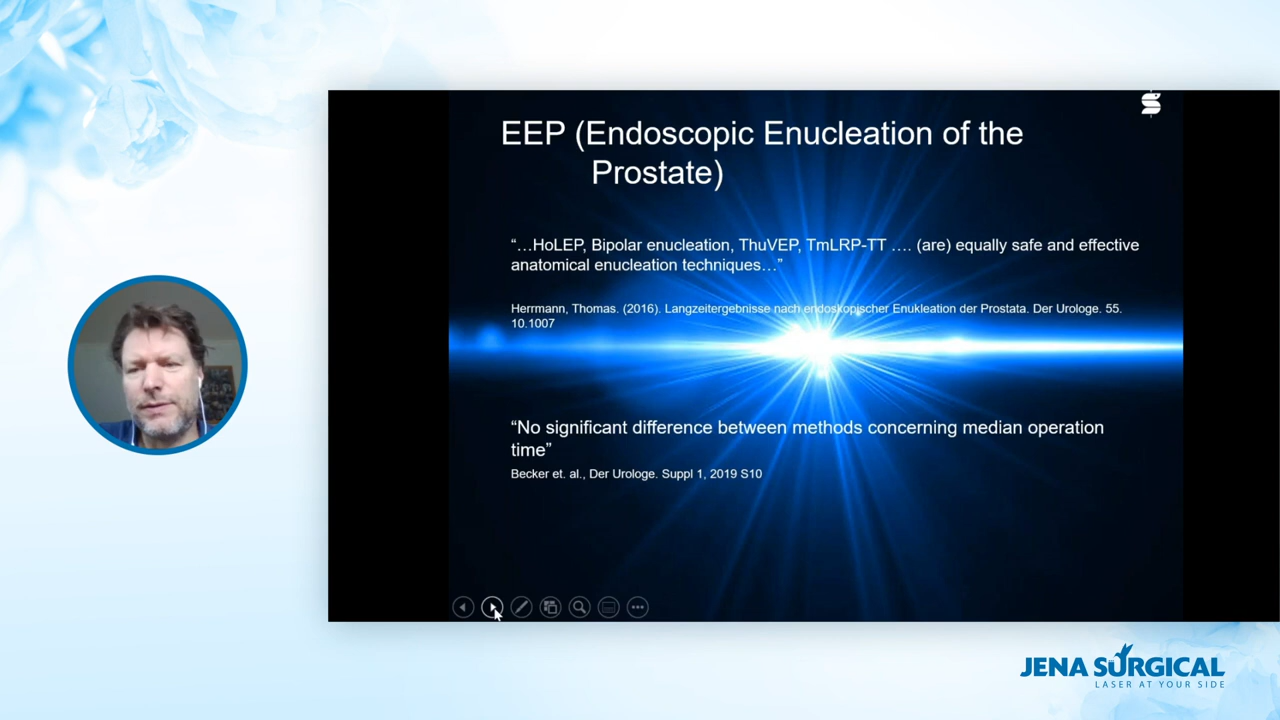 EEP (Endoscopic Enucleation of the
Prostate)
“…HoLEP, Bipolar enucleation, ThuVEP, TmLRP-TT …. (are) equally safe and effective
anatomical enucleation techniques…”
Herrmann, Thomas. (2016). Langzeitergebnisse nach endoskopischer Enukleation der Prostata. Der Urologe. 55.
10.1007
“No significant difference between methods concerning median operation
time”
Becker et. al., Der Urologe. Suppl 1, 2019 S10
JENA SURGICAL
LASER AT YOUR SIDE